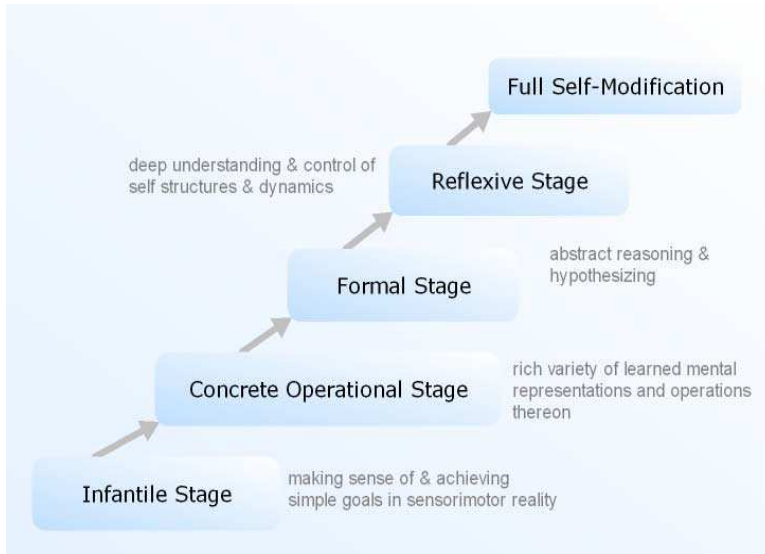 Full Self-Modification
deep understanding & control of
self structures & dynamics
Reflexive Stage
abstract reasoning &
hypothesizing
Formal Stage
Concrete Operational Stage
rich variety of learned mental
representations and operations
thereon
Infantile Stage
making sense of & achieving
simple goals in sensorimotor reality